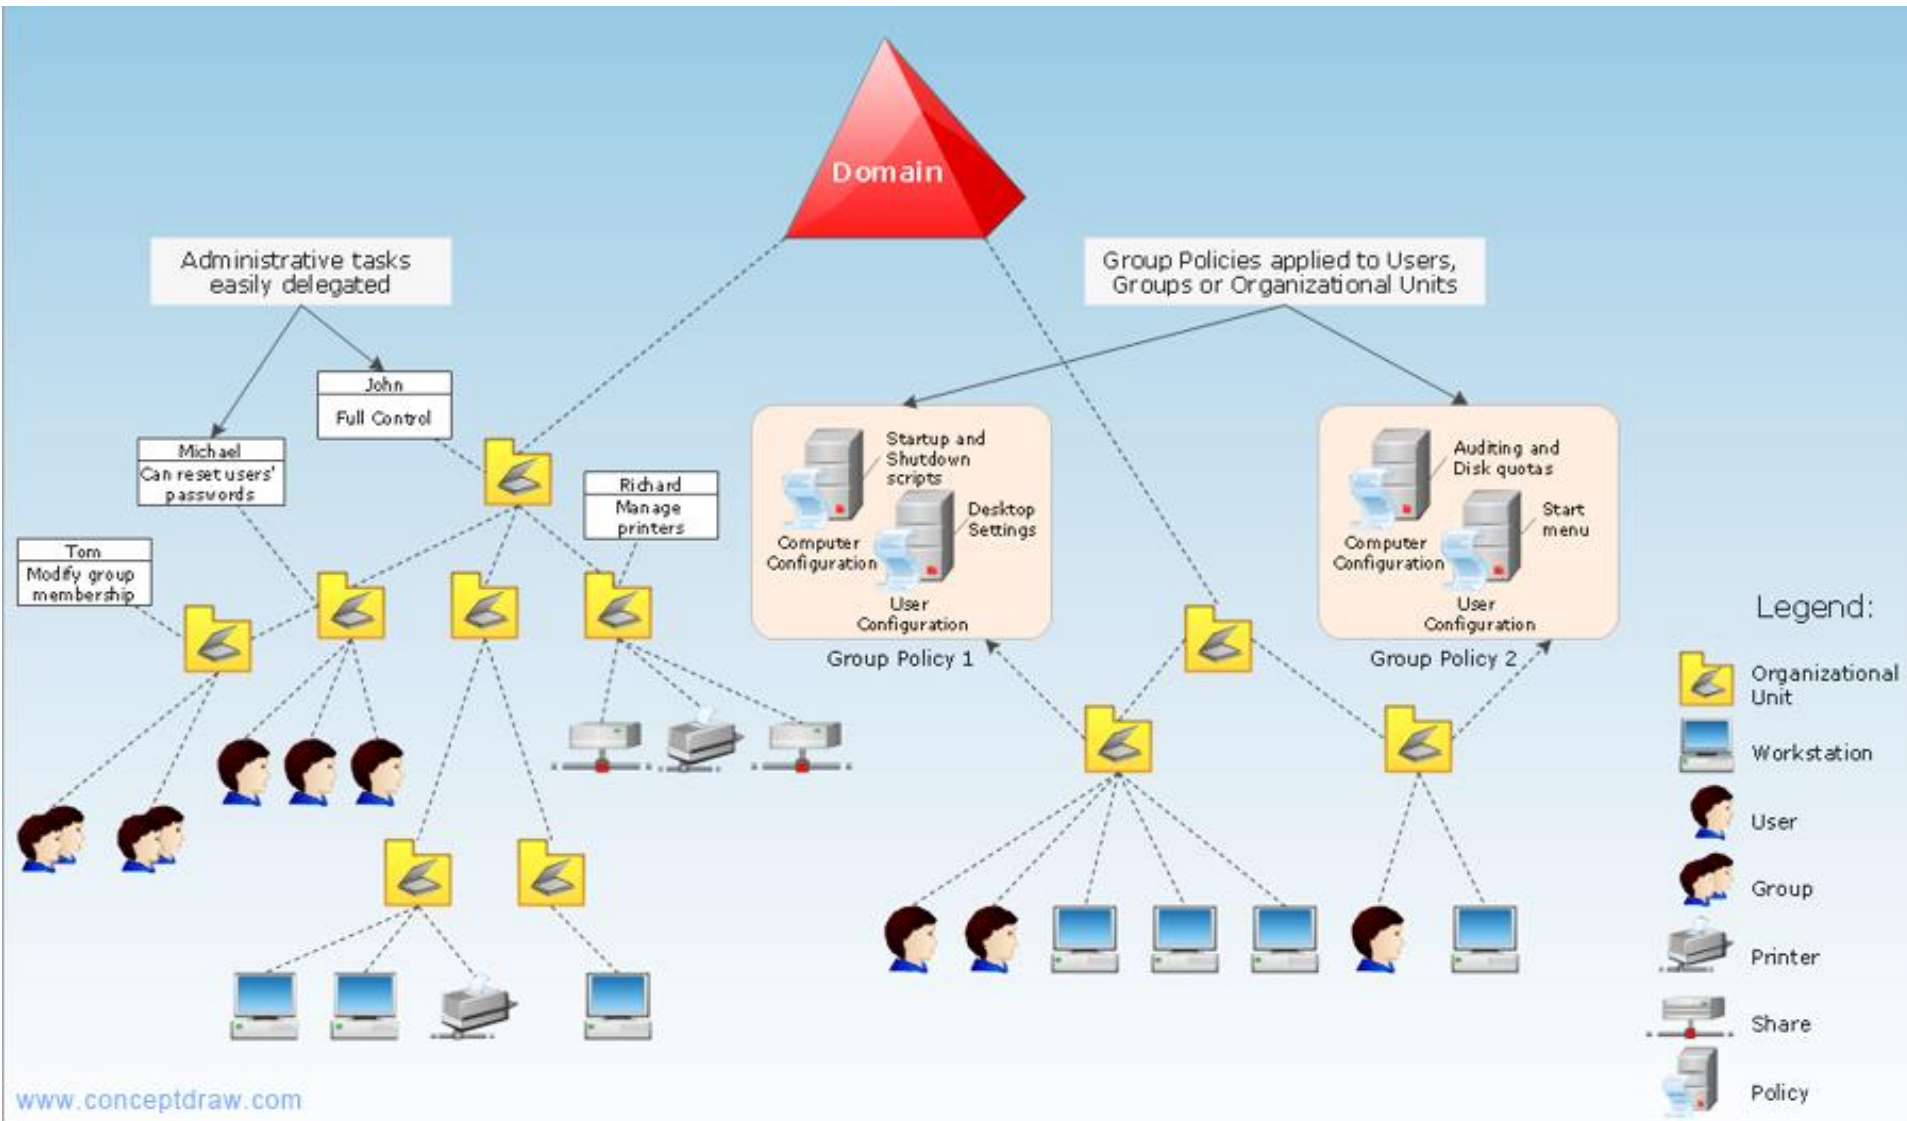 Domain
Administrative tasks
easily delegated
Group Policies applied to Users,
Groups or Organizational Units
John
Full Control
Michael
Can reset users'
passwords
Richard
Manage
printers
Tom
Modify group
membership
Startup and
Shutdown
scripts
Desktop
Settings
Computer
Configuration
User
Configuration
Group Policy 1
Auditing and
Disk quotas
Start
menu
Computer
Configuration
User
Configuration
Group Policy 2
Legend:
Organizational
Unit
Workstation
User
Group
Printer
Share
Policy
www.conceptdraw.com